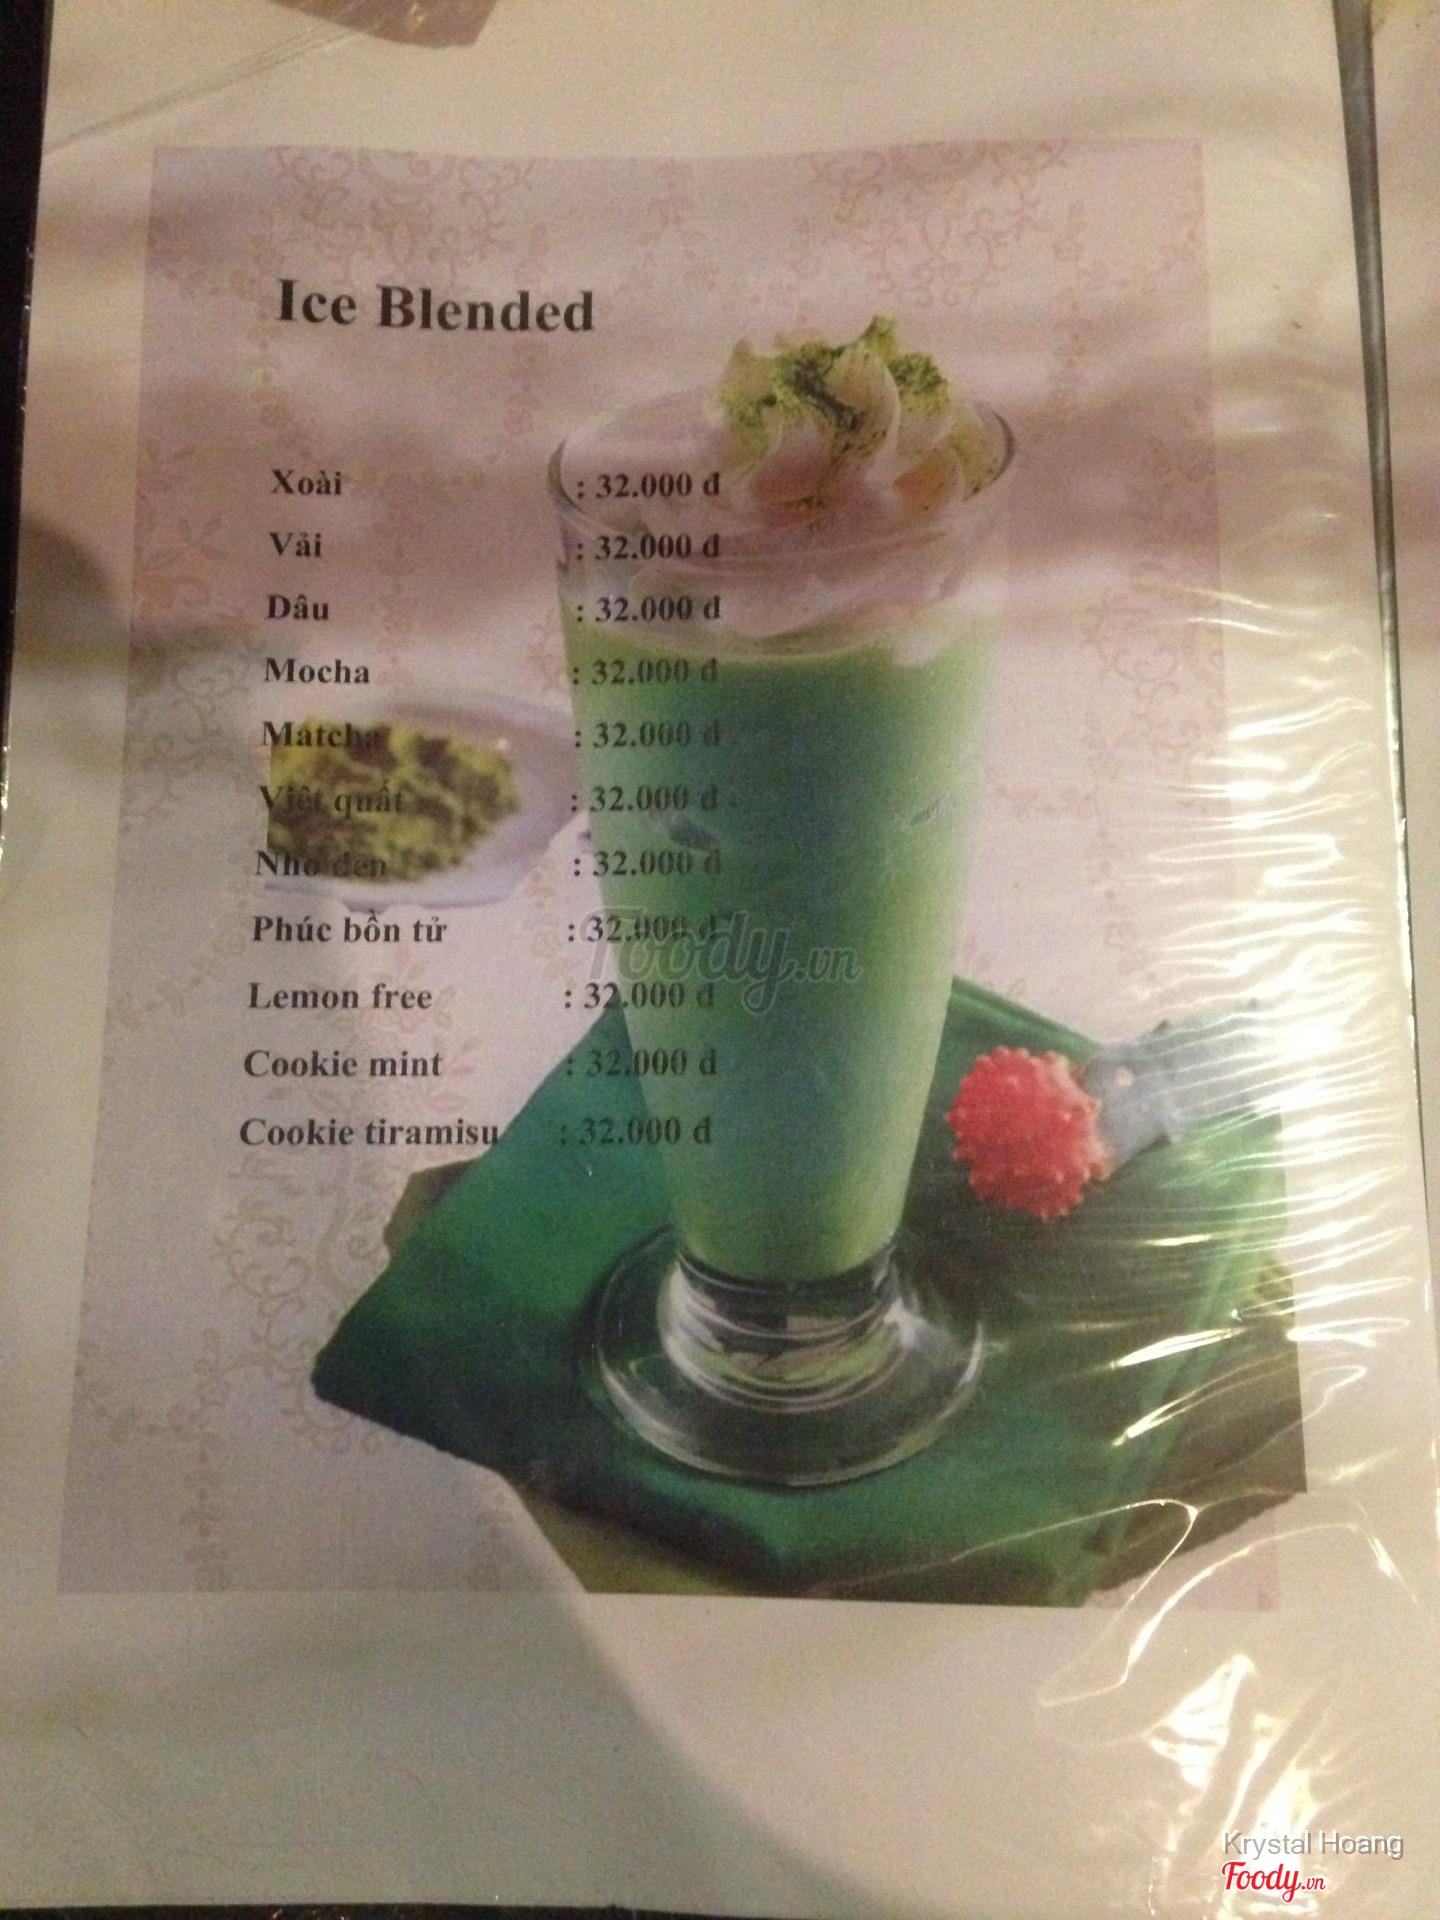 Ice Blended
Xoài : 32.000 đ
Vải : 32.000 đ
Dâu : 32.000 đ
Mocha : 32.000 đ
Matcha : 32.000 đ
Việt quất : 32.000 đ
Nho đen : 32.000 đ
Phúc bồn tử : 32.000 đ
Lemon free : 32.000 đ
Cookie mint : 32.000 đ
Cookie tiramisu : 32.000 đ
Foody.vn
Krystal Hoang
Foody.vn